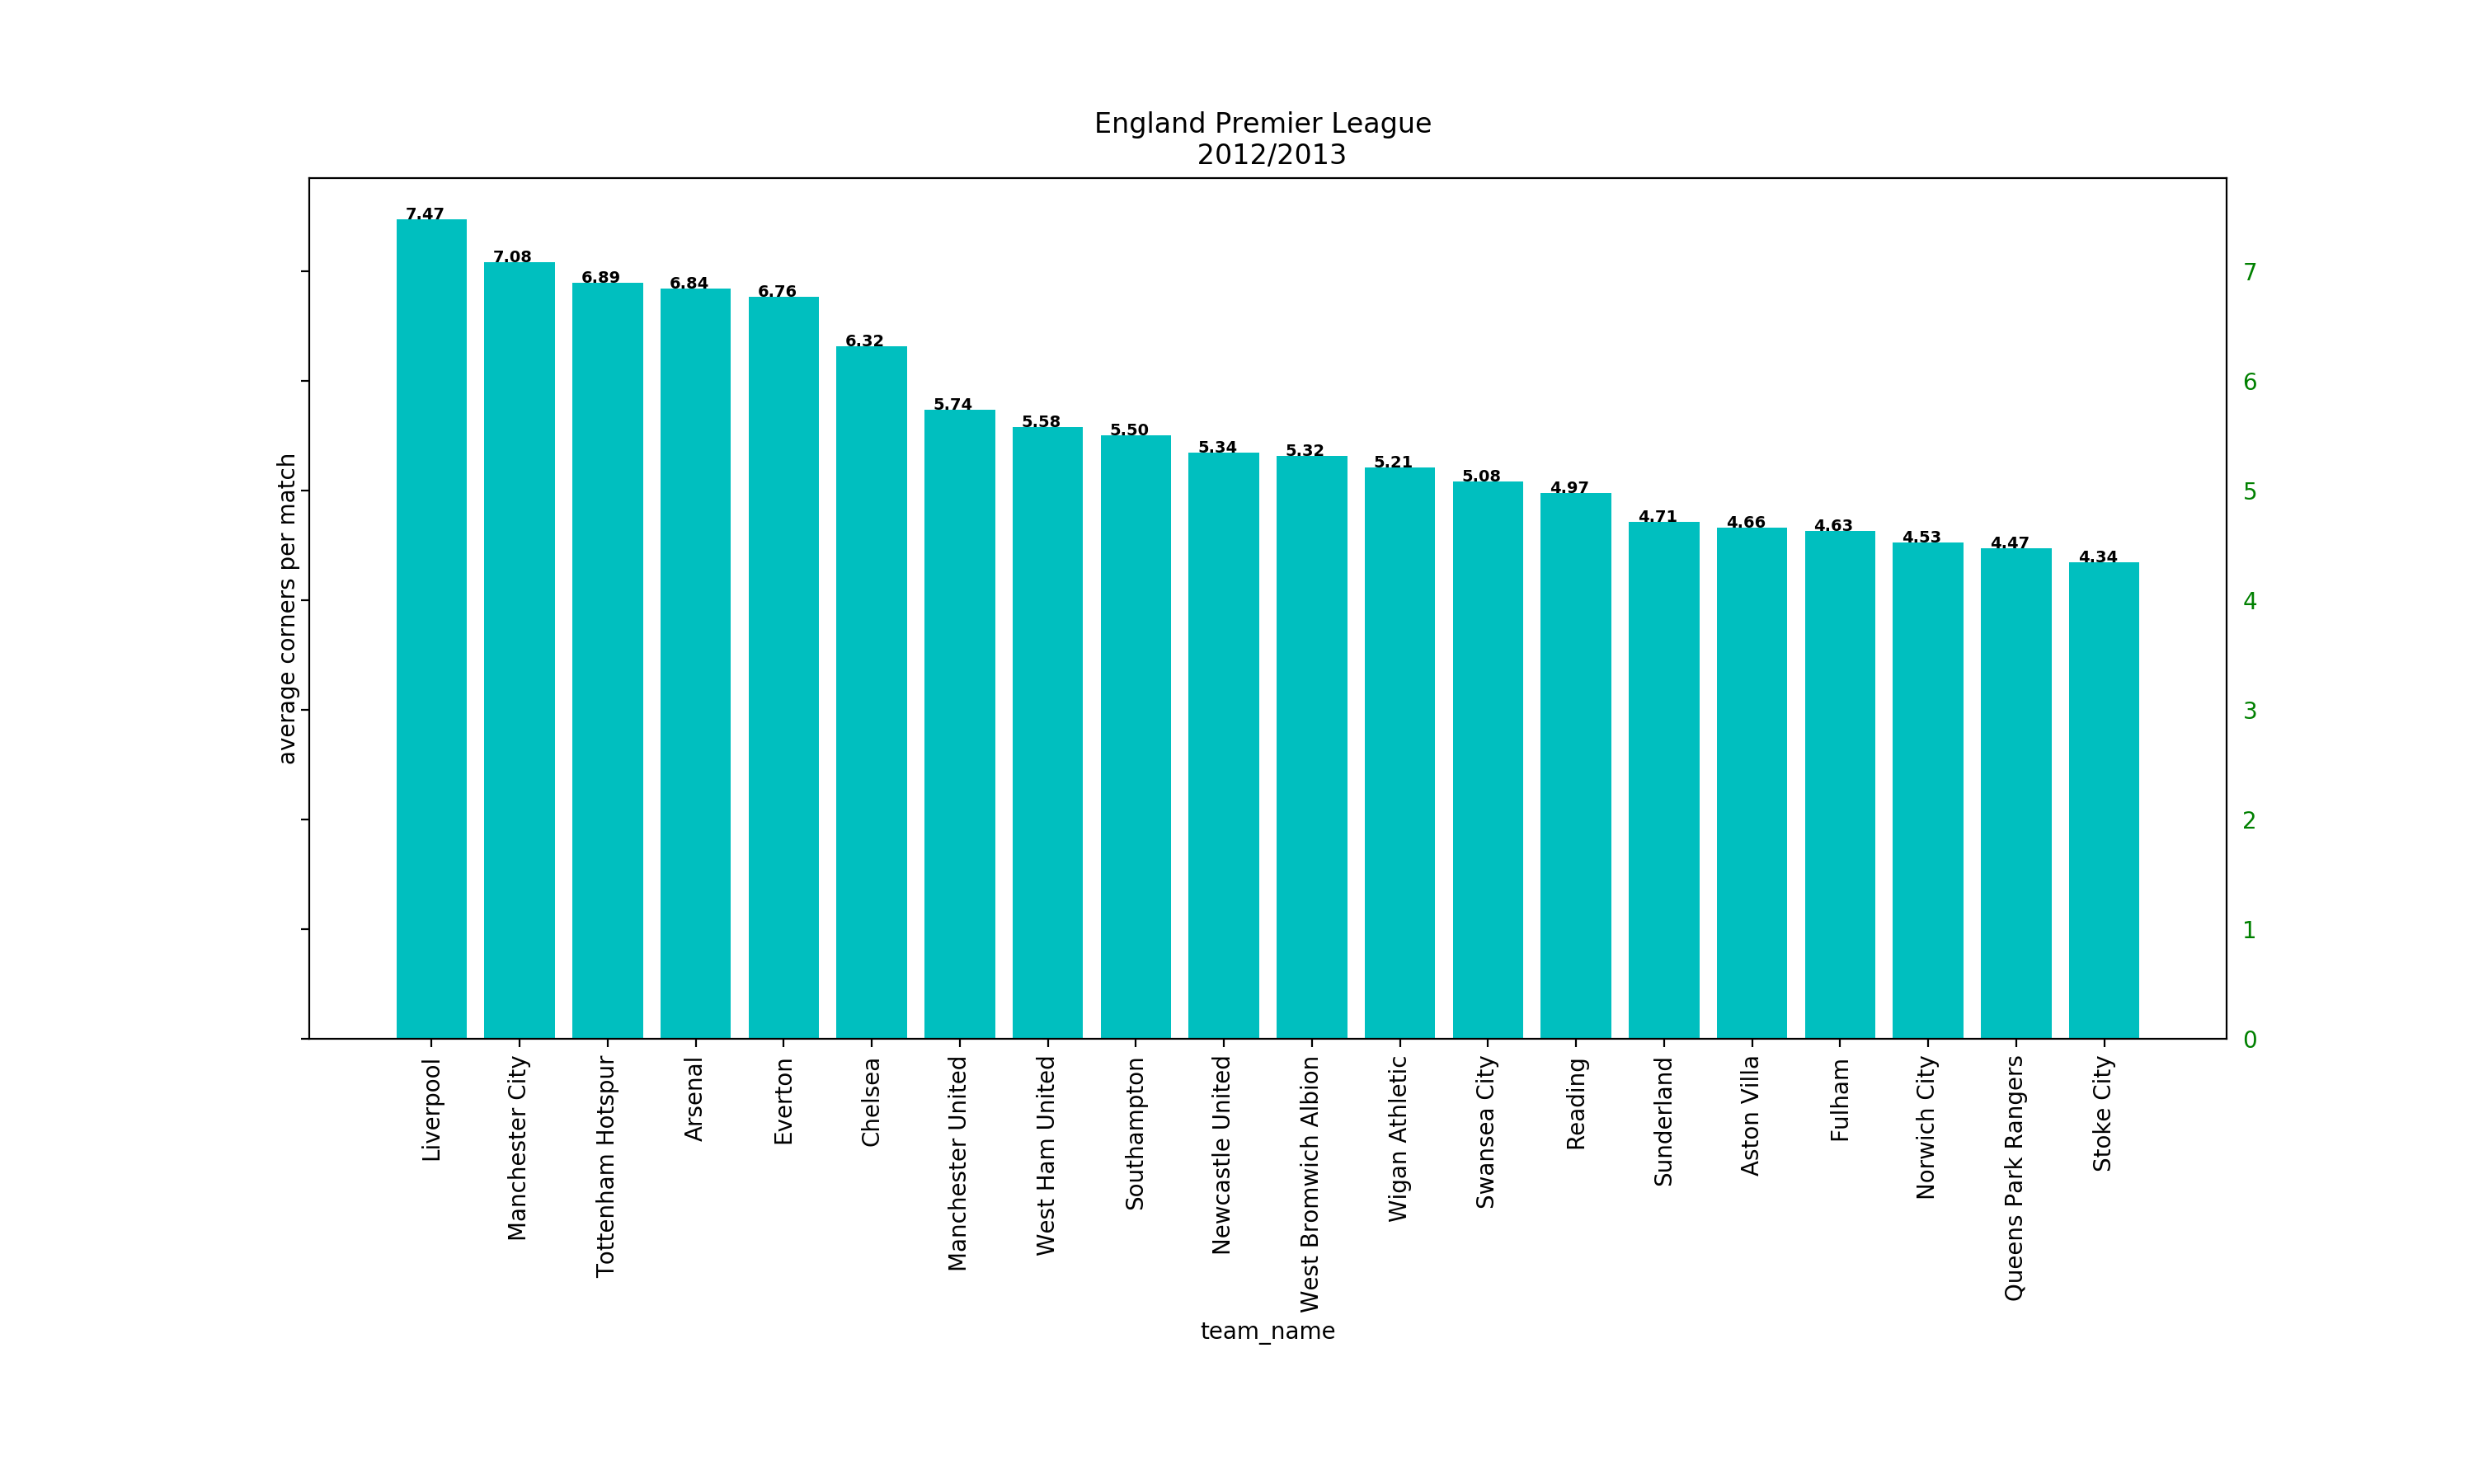 England Premier League
2012/2013
7.47
7.08
6.89
6.84
6.76
6.32
5.74
5.58
5.50
5.34
5.32
5.21
5.08
4.97
4.71
4.66
4.63
4.53
4.47
4.34
average corners per match
7
6
5
4
3
2
1
0
Liverpool
Manchester City
Tottenham Hotspur
Arsenal
Everton
Chelsea
Manchester United
West Ham United
Southampton
Newcastle United
West Bromwich Albion
Wigan Athletic
Swansea City
Reading
Sunderland
Aston Villa
Fulham
Norwich City
Queens Park Rangers
Stoke City
team_name